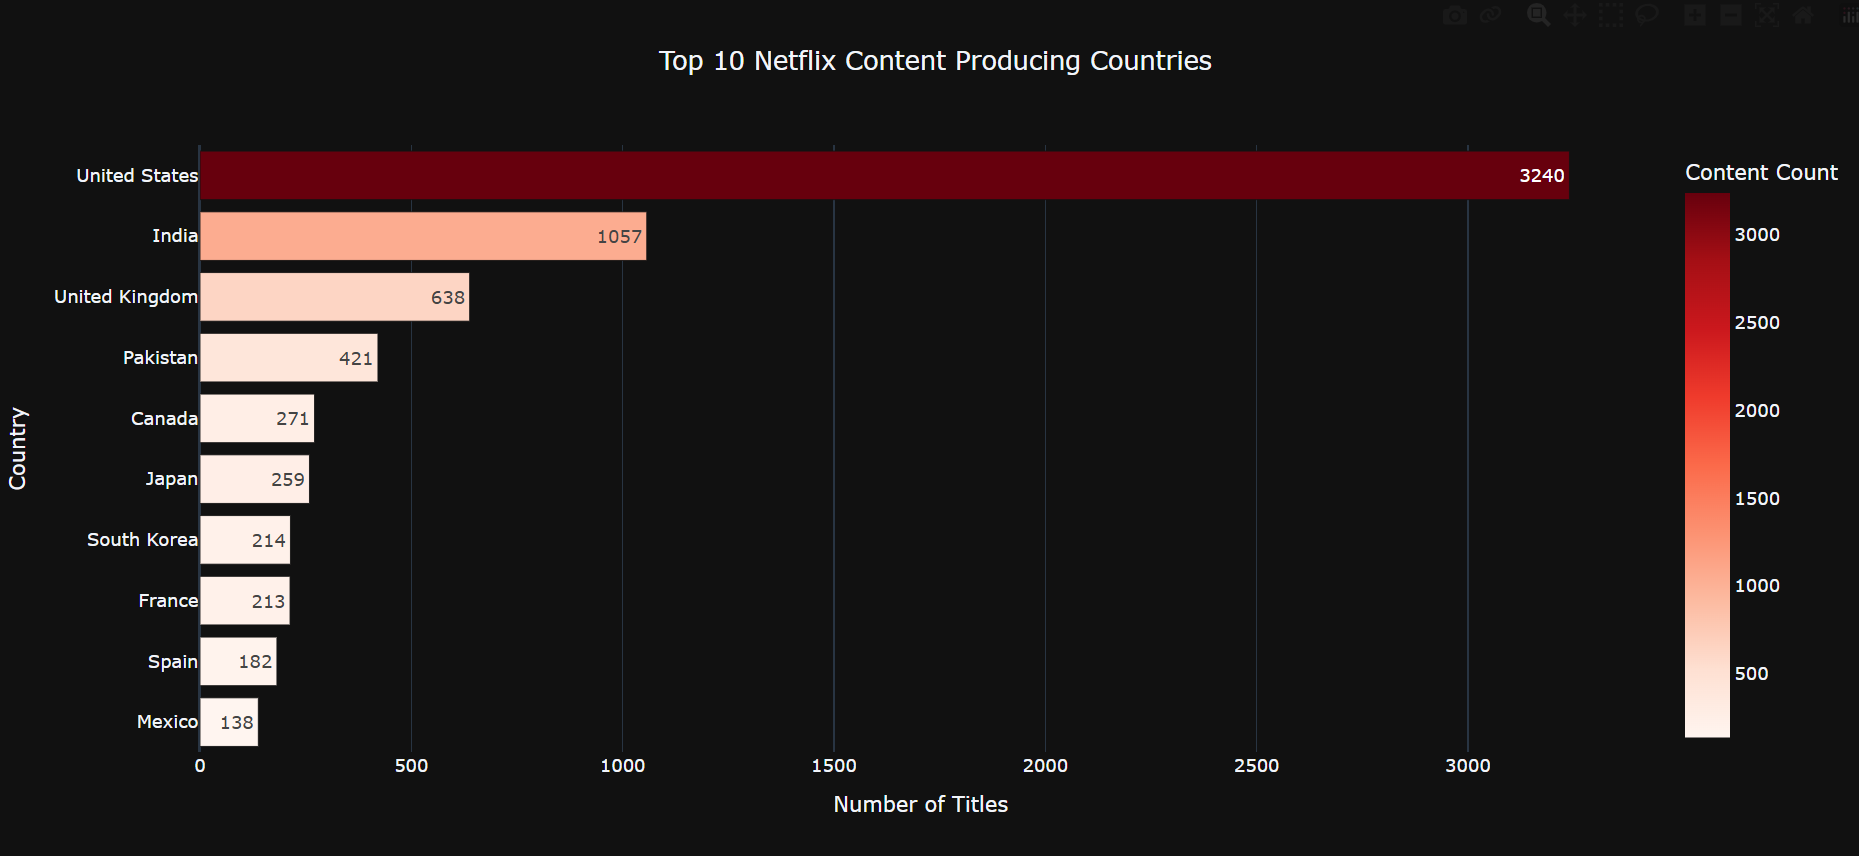 Top 10 Netflix Content Producing Countries
Country
United States 3240
India 1057
United Kingdom 638
Pakistan 421
Canada 271
Japan 259
South Korea 214
France 213
Spain 182
Mexico 138
0 500 1000 1500 2000 2500 3000
Number of Titles
Content Count
3000
2500
2000
1500
1000
500